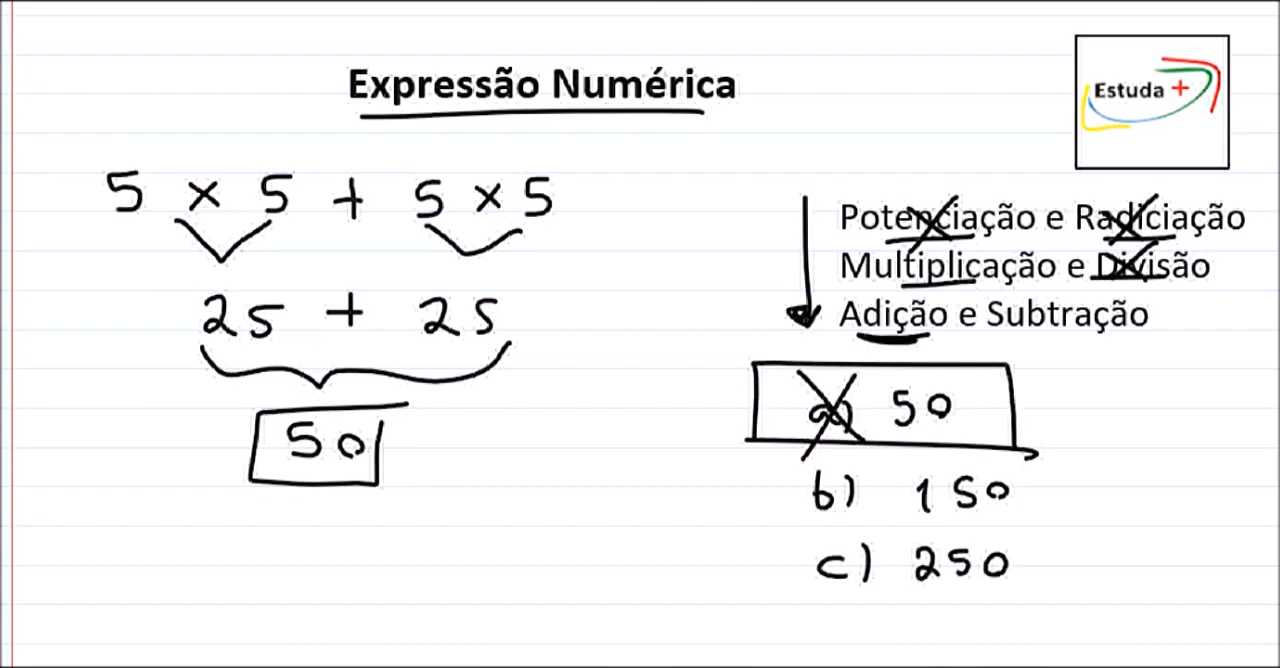 Expressão Numérica
Estuda +
5 × 5 + 5 × 5
25 + 25
50
Potenciação e Radiciação
Multiplicação e Divisão
Adição e Subtração
a) 50
b) 150
c) 250